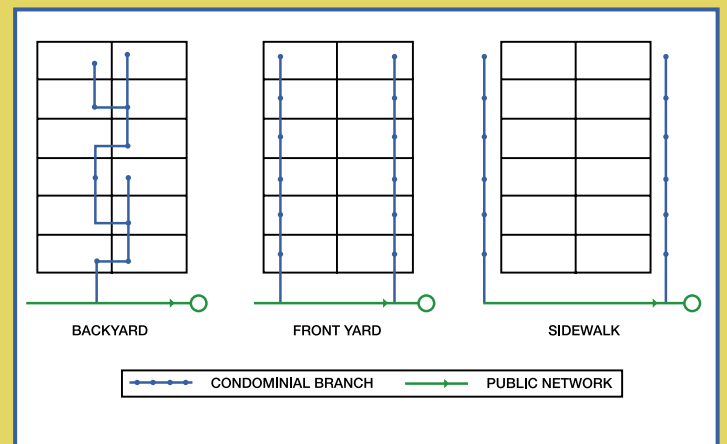 BACKYARD
FRONT YARD
SIDEWALK
CONDOMINIAL BRANCH
PUBLIC NETWORK